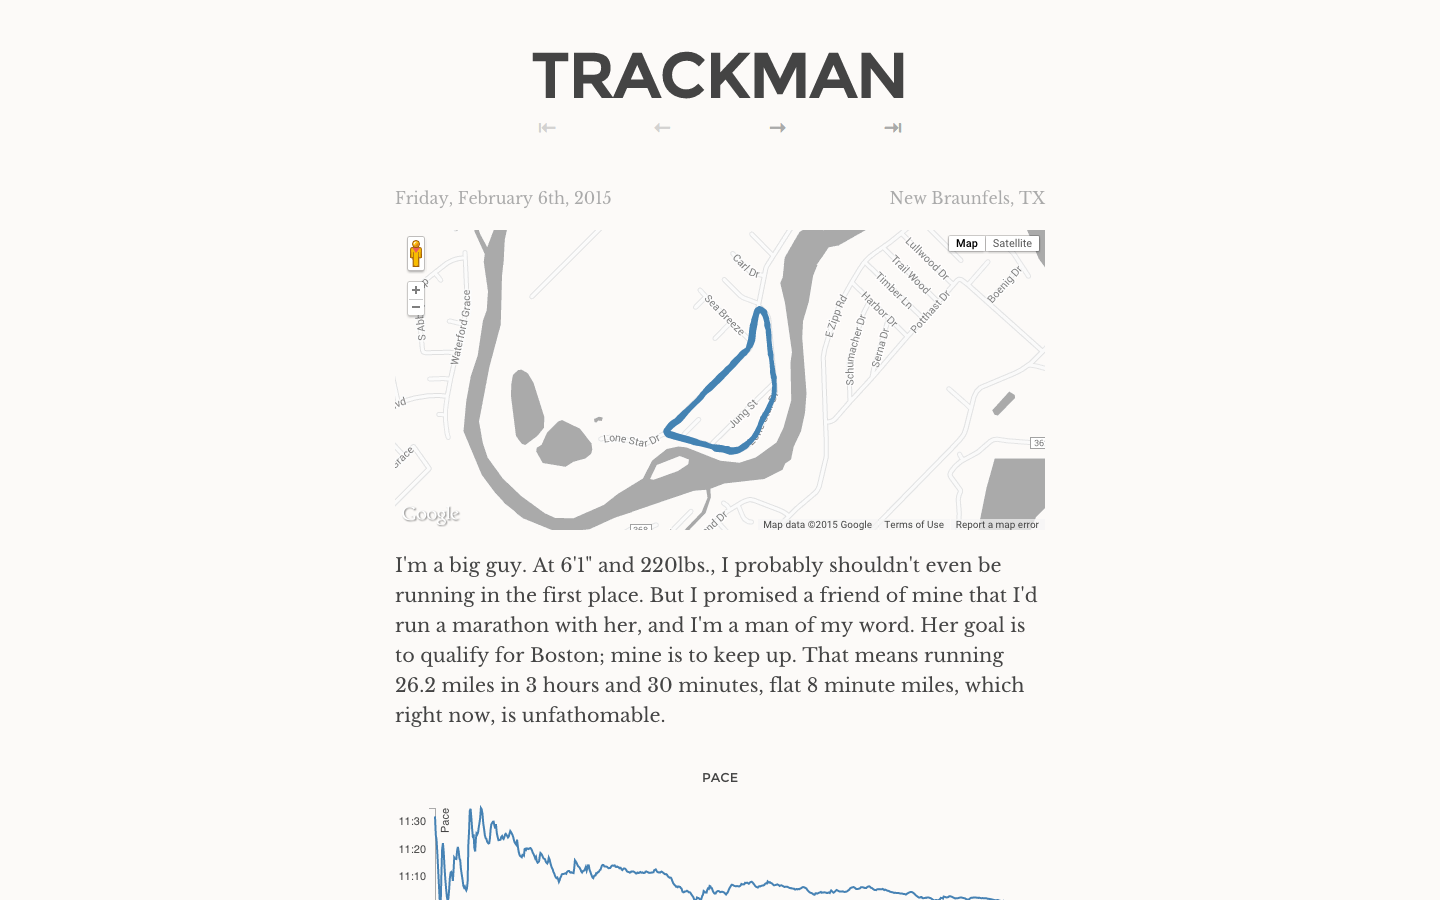 TRACKMAN
Friday, February 6th, 2015
New Braunfels, TX
Map
Satellite
Carl Dr
Sea Breeze
Waterford Grace
Lone Star Dr
Jung St
E Zipp Rd
Schumacher Dr
Serna Dr
Harbor Dr
Timber Ln
Trail Wood
Lullwood Dr
Potthast Dr
Boenig Dr
36
Google
Map data ©2015 Google
Terms of Use
Report a map error
I'm a big guy. At 6'1" and 220lbs., I probably shouldn't even be
running in the first place. But I promised a friend of mine that I'd
run a marathon with her, and I'm a man of my word. Her goal is
to qualify for Boston; mine is to keep up. That means running
26.2 miles in 3 hours and 30 minutes, flat 8 minute miles, which
right now, is unfathomable.
PACE
Pace
11:30
11:20
11:10